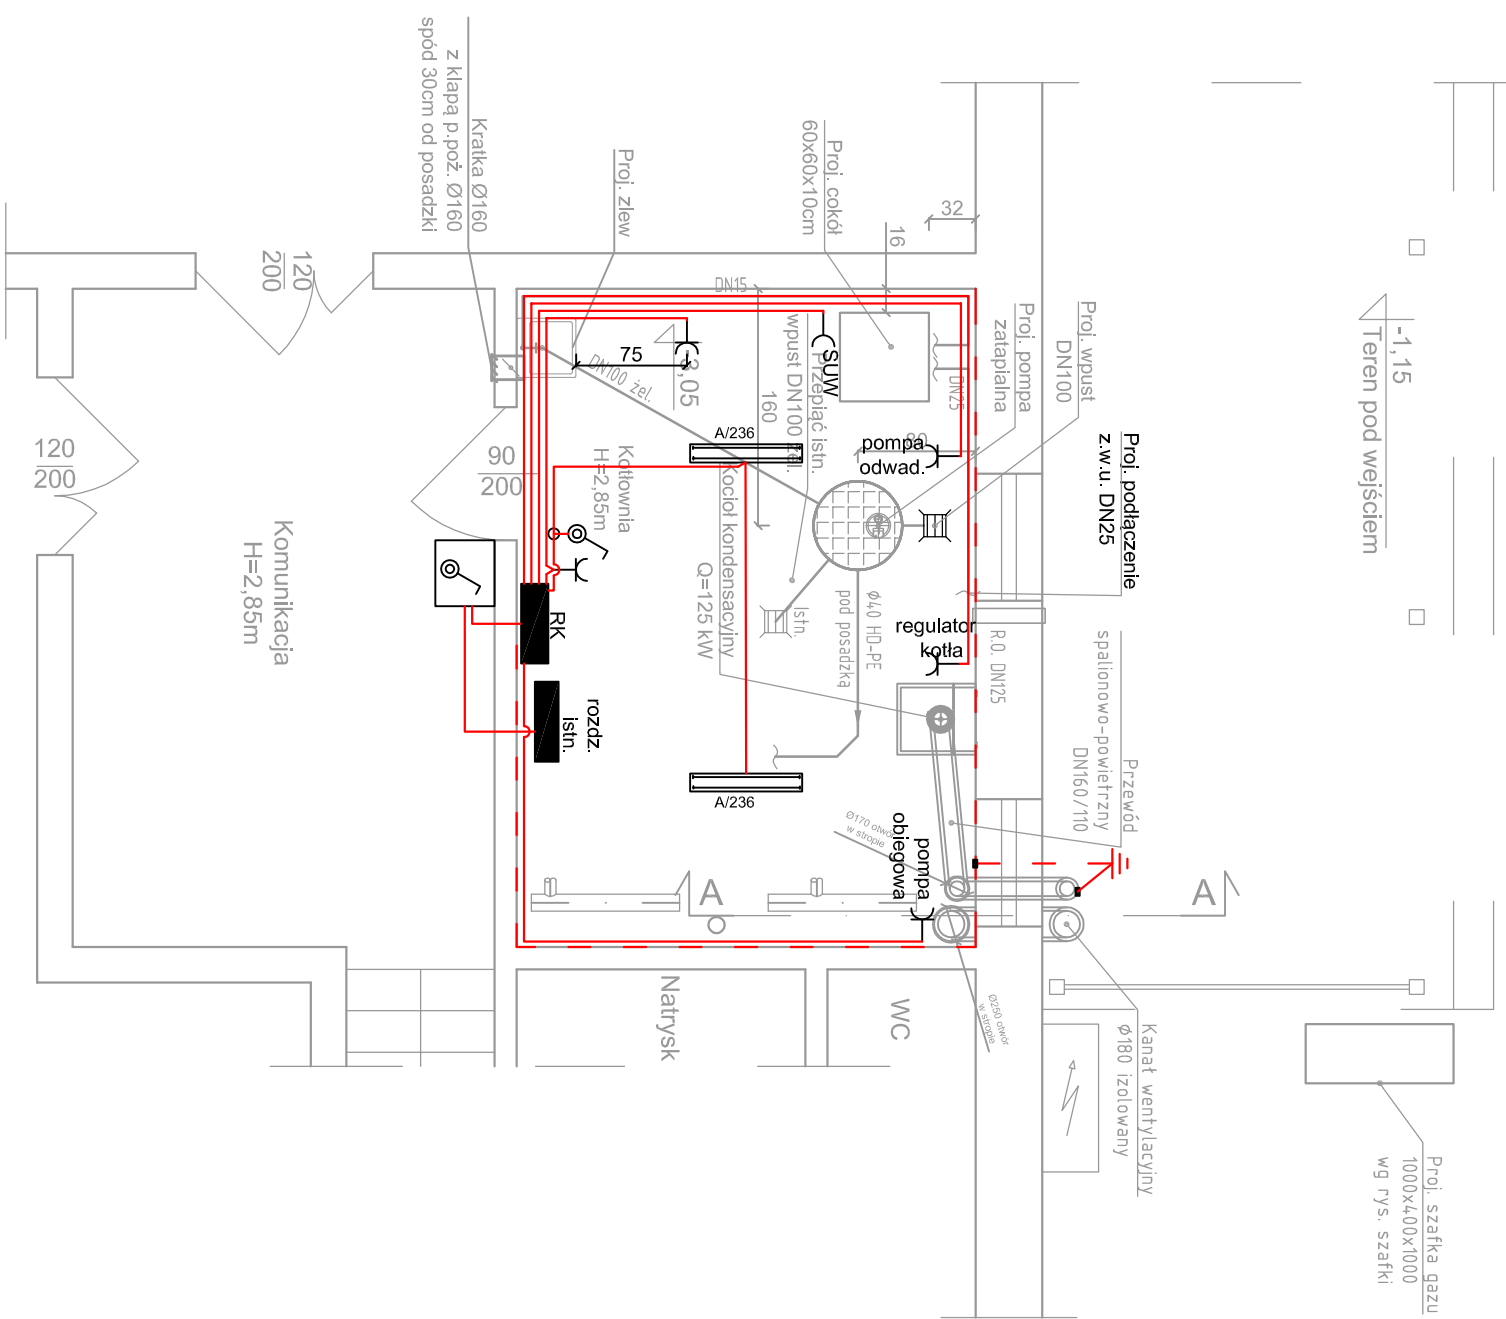 -1,15
Teren pod wejściem
Kratka Ø160
z klapą p.poż. Ø160
spód 30cm od posadzki
Proj. zlew
Proj. cokół
60x60x10cm
32
16
DN15
Proj. pompa
zatapialna
Proj. wpust
DN100
Proj. podłączenie
z.w.u. DN25
120
200
120
200
90
200
75
3,05
DN100 żel.
Przepiąć istn.
wpust DN100 żel.
160
SUW
DN25
80
pompa
odwad.
A/236
Kotłownia
H=2,85m
Kocioł kondensacyjny
Q=125 kW
Istn.
ϕ40 HD-PE
pod posadzką
regulator
kotła
R.O. DN125
Przewód
spalionowo-powietrzny
DN160/110
Komunikacja
H=2,85m
RK
rozdz.
istn.
A/236
Ø170 otwór
w stropie
pompa
obiegowa
A
A
Natrysk
WC
Ø250 otwór
w stropie
Kanał wentylacyjny
ϕ180 izolowany
Proj. szafka gazu
1000x400x1000
wg rys. szafki